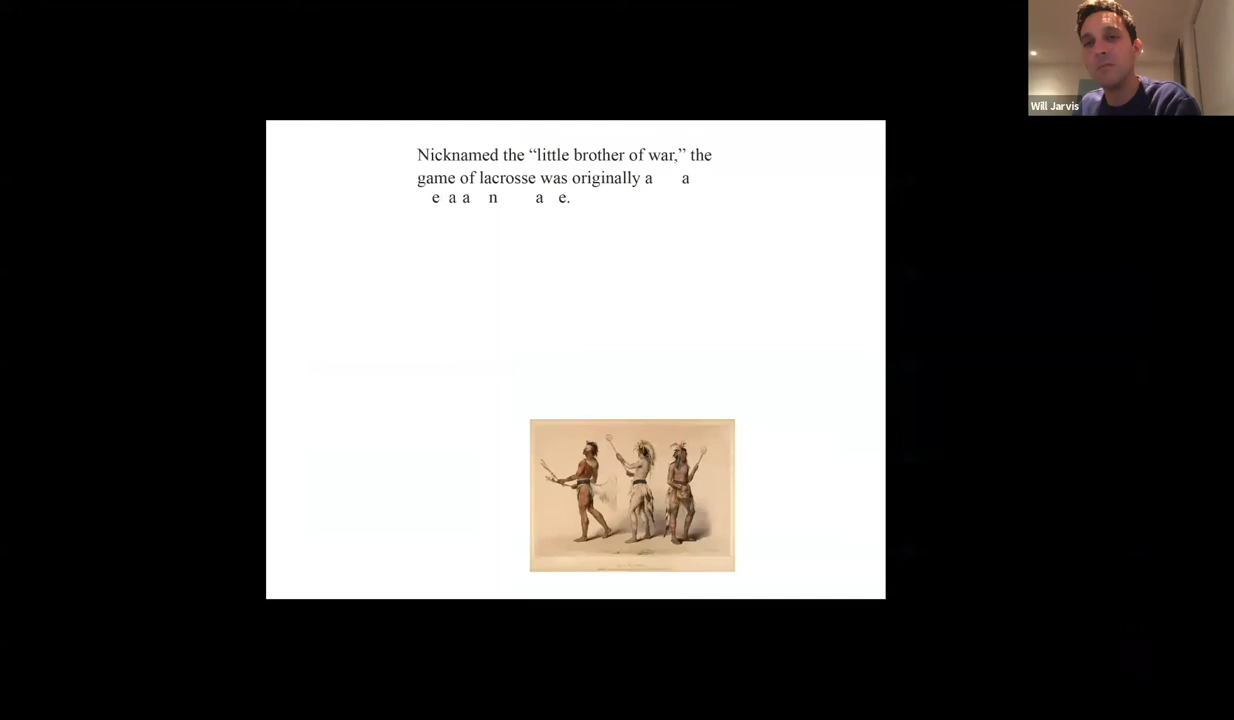 Will Jarvis
Nicknamed the “little brother of war,” the
game of lacrosse was originally a a
e a a n a e.